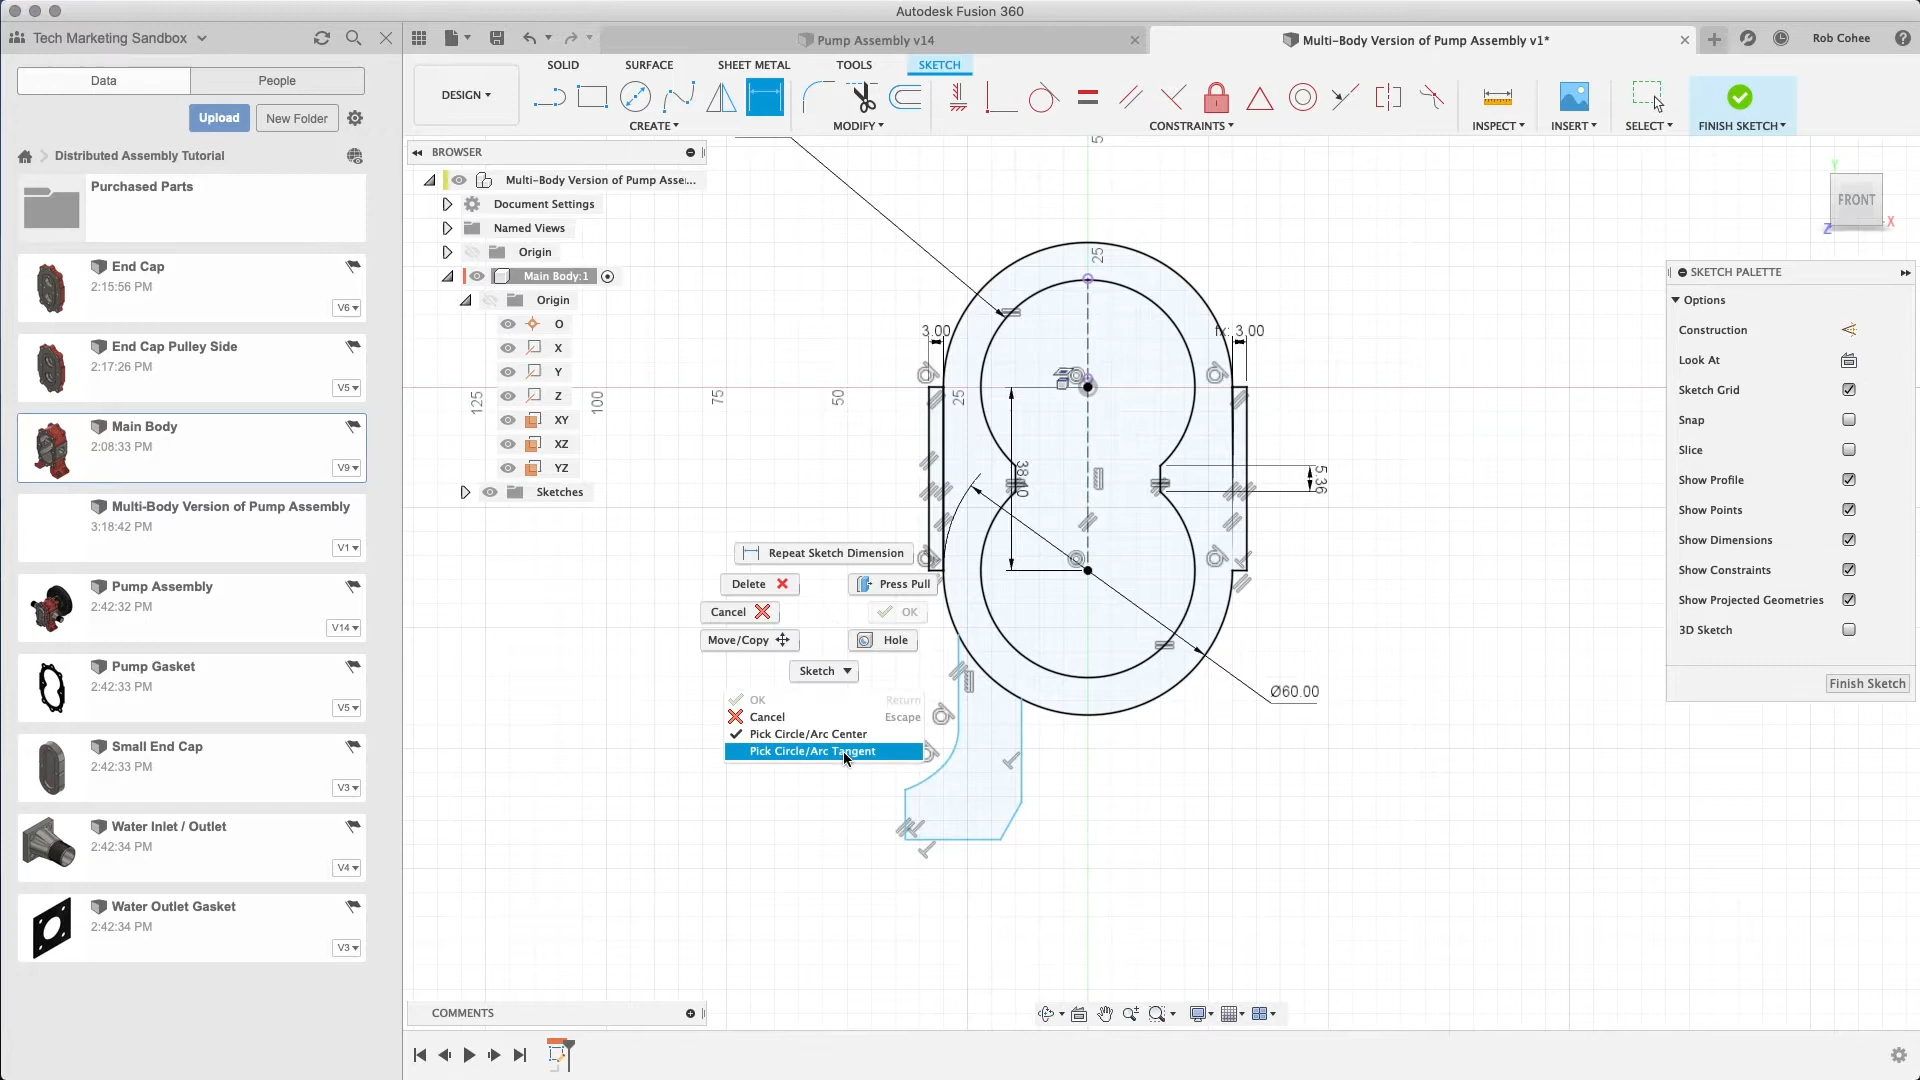 Autodesk Fusion 360
Tech Marketing Sandbox
Pump Assembly v14
Multi-Body Version of Pump Assembly v1*
Rob Cohee
Data
People
Upload
New Folder
Distributed Assembly Tutorial
Purchased Parts
End Cap
2:15:56 PM
V6
End Cap Pulley Side
2:17:26 PM
V5
Main Body
2:08:33 PM
V9
Multi-Body Version of Pump Assembly
3:18:42 PM
V1
Pump Assembly
2:42:32 PM
V14
Pump Gasket
2:42:33 PM
V5
Small End Cap
2:42:33 PM
V3
Water Inlet / Outlet
2:42:34 PM
V4
Water Outlet Gasket
2:42:34 PM
V3
DESIGN
SOLID
SURFACE
SHEET METAL
TOOLS
SKETCH
CREATE
MODIFY
CONSTRAINTS
INSPECT
INSERT
SELECT
FINISH SKETCH
BROWSER
Multi-Body Version of Pump Asse...
Document Settings
Named Views
Origin
Main Body:1
Origin
O
X
Y
Z
XY
XZ
YZ
Sketches
125
100
75
50
25
5
25
3.00
fx: 3.00
38.10
5.36
Ø60.00
Repeat Sketch Dimension
Delete
Press Pull
Cancel
OK
Move/Copy
Hole
Sketch
OK Return
Cancel Escape
Pick Circle/Arc Center
Pick Circle/Arc Tangent
FRONT
Y
X
Z
SKETCH PALETTE
Options
Construction
Look At
Sketch Grid
Snap
Slice
Show Profile
Show Points
Show Dimensions
Show Constraints
Show Projected Geometries
3D Sketch
Finish Sketch
COMMENTS